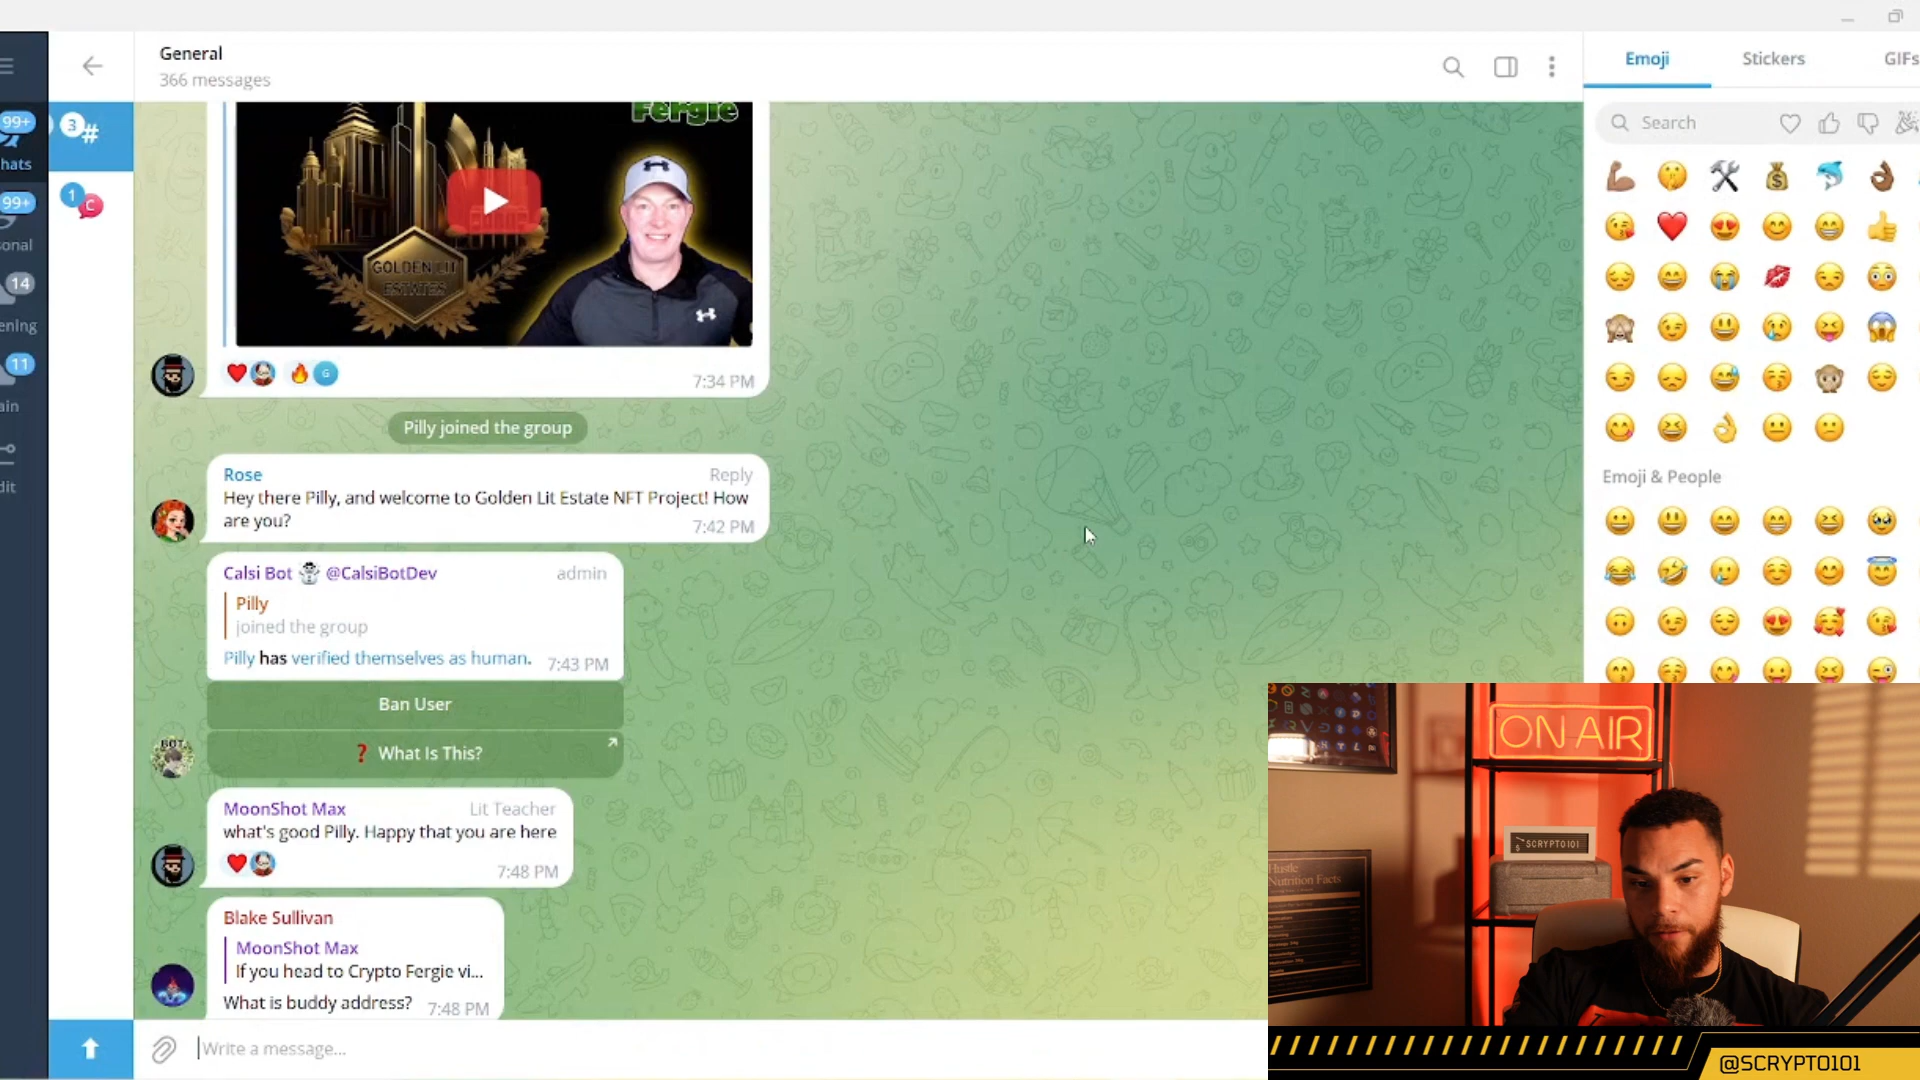 General
366 messages
Emoji
Stickers
GIFs
Search
99+
hats
99+
sonal
14
ening
11
ain
dit
3
#
1
C
Fergie
GOLDEN LIT
ESTATES
G
7:34 PM
Pilly joined the group
Rose
Reply
Hey there Pilly, and welcome to Golden Lit Estate NFT Project! How
are you?
7:42 PM
Calsi Bot ☃️ @CalsiBotDev
admin
Pilly
joined the group
Pilly has verified themselves as human.
7:43 PM
Ban User
❓ What Is This?
BOT
MoonShot Max
Lit Teacher
what's good Pilly. Happy that you are here
7:48 PM
Blake Sullivan
MoonShot Max
If you head to Crypto Fergie vi...
What is buddy address?
7:48 PM
Write a message...
Emoji & People
ON AIR
SCRYPTO101
Hustle
Nutrition Facts
@SCRYPTO101